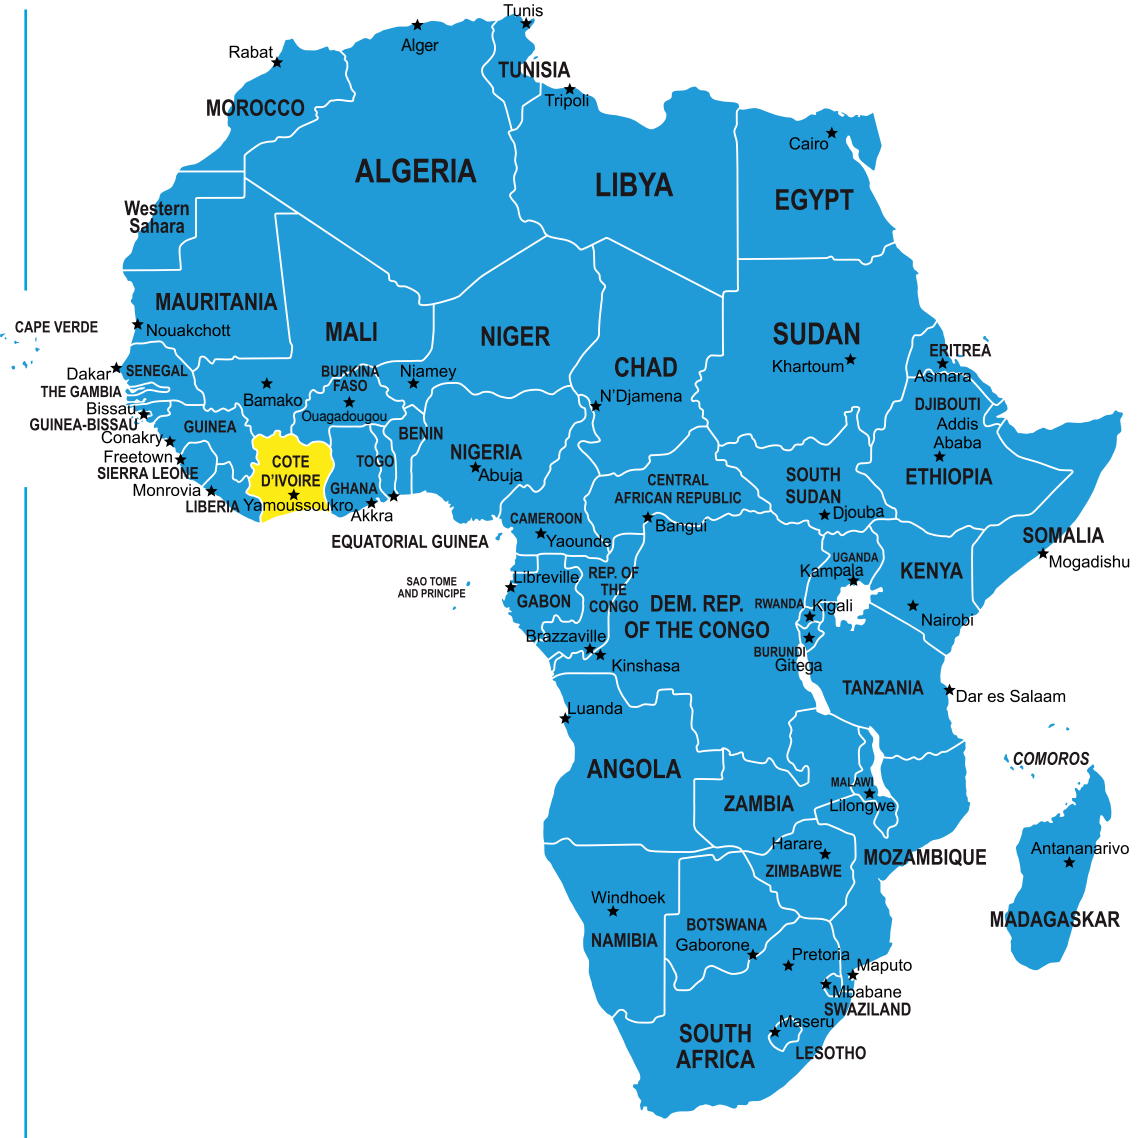 Tunis
Alger
Rabat
TUNISIA
Tripoli
MOROCCO
Cairo
ALGERIA
LIBYA
EGYPT
Western
Sahara
MAURITANIA
Nouakchott
CAPE VERDE
MALI
NIGER
SUDAN
Khartoum
ERITREA
Asmara
CHAD
N'Djamena
Dakar
SENEGAL
BURKINA
FASO
Niamey
THE GAMBIA
Bamako
Ouagadougou
Bissau
GUINEA-BISSAU
GUINEA
DJIBOUTI
Addis
Ababa
ETHIOPIA
Conakry
BENIN
NIGERIA
Abuja
Freetown
SIERRA LEONE
COTE
D'IVOIRE
TOGO
Monrovia
LIBERIA
Yamoussoukro
GHANA
Akkra
CENTRAL
AFRICAN REPUBLIC
Bangui
SOUTH
SUDAN
Djouba
CAMEROON
Yaounde
EQUATORIAL GUINEA
SOMALIA
Mogadishu
UGANDA
Kampala
KENYA
Nairobi
SAO TOME
AND PRINCIPE
Libreville
GABON
REP. OF
THE
CONGO
DEM. REP.
OF THE CONGO
RWANDA
Kigali
Brazzaville
Kinshasa
BURUNDI
Gitega
TANZANIA
Dar es Salaam
Luanda
ANGOLA
COMOROS
ZAMBIA
MALAWI
Lilongwe
Harare
ZIMBABWE
MOZAMBIQUE
Antananarivo
MADAGASKAR
Windhoek
NAMIBIA
BOTSWANA
Gaborone
Pretoria
Maputo
Mbabane
SWAZILAND
Maseru
SOUTH
AFRICA
LESOTHO